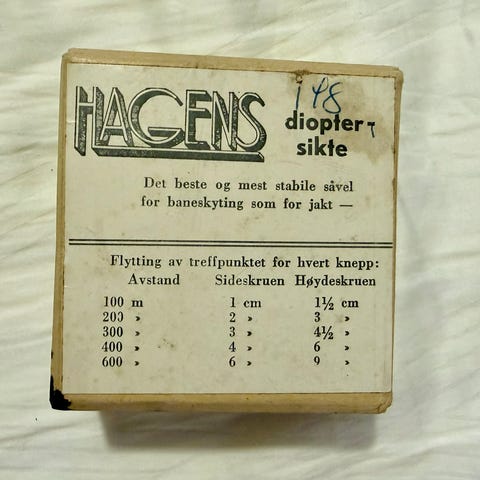 HAGENS
148
diopter-
sikte
Det beste og mest stabile såvel
for baneskyting som for jakt —
Flytting av treffpunktet for hvert knepp:
Avstand Sideskruen Høydeskruen
100 m 1 cm 1½ cm
200 » 2 » 3 »
300 » 3 » 4½ »
400 » 4 » 6 »
600 » 6 » 9 »